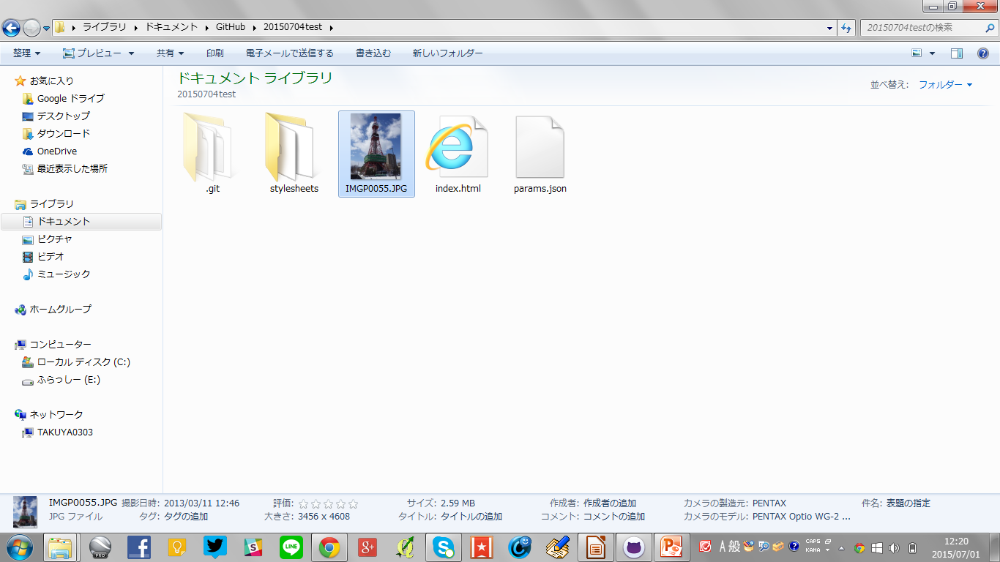 ライブラリ ドキュメント GitHub 20150704test
20150704testの検索
整理 プレビュー 共有 印刷 電子メールで送信する 書き込む 新しいフォルダー
お気に入り
Google ドライブ
デスクトップ
ダウンロード
OneDrive
最近表示した場所
ライブラリ
ドキュメント
ピクチャ
ビデオ
ミュージック
ホームグループ
コンピューター
ローカル ディスク (C:)
ふらっしー (E:)
ネットワーク
TAKUYA0303
ドキュメント ライブラリ
20150704test
並べ替え: フォルダー
.git stylesheets IMGP0055.JPG index.html params.json
IMGP0055.JPG 撮影日時: 2013/03/11 12:46 評価: サイズ: 2.59 MB 作成者: 作成者の追加 カメラの製造元: PENTAX 件名: 表題の指定
JPG ファイル タグ: タグの追加 大きさ: 3456 x 4608 タイトル: タイトルの追加 コメント: コメントの追加 カメラのモデル: PENTAX Optio WG-2 ...
PRO
LINE
A 般
CAPS
KANA
12:20
2015/07/01